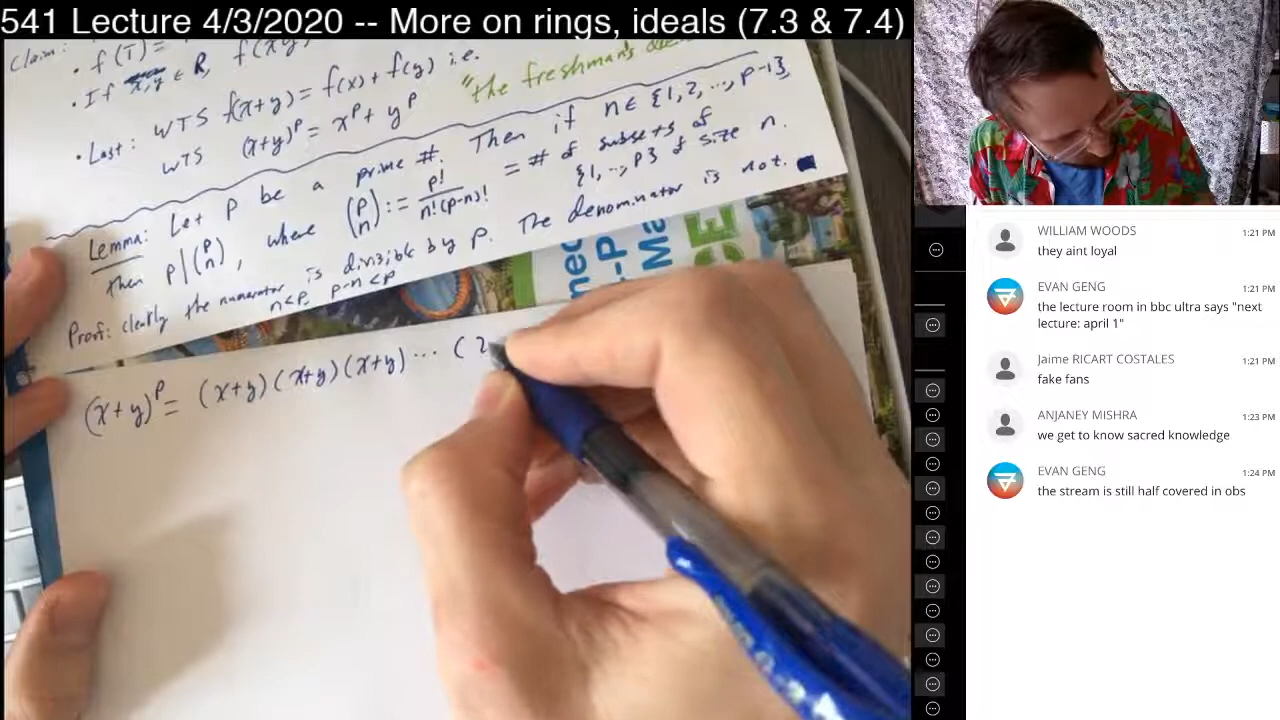 541 Lecture 4/3/2020 -- More on rings, ideals (7.3 & 7.4)
Claim:
• f(1) =
• If x,y ∈ R, f(xy)
• Last: WTS f(x+y) = f(x) + f(y) i.e.
WTS (x+y)^p = x^p + y^p
"the freshman's
Lemma: Let p be a prime #. Then if n ∈ {1, 2, ..., p-1},
then p | (p n), where (p n) := p! / n!(p-n)! = # of subsets of
{1, .., p} of size n.
Proof: clearly the numerator is divisible by p. The denominator is not. ■
n<p, p-n<p
(x+y)^p = (x+y)(x+y)(x+y) ... (
WILLIAM WOODS 1:21 PM
they aint loyal
EVAN GENG 1:21 PM
the lecture room in bbc ultra says "next
lecture: april 1"
Jaime RICART COSTALES 1:21 PM
fake fans
ANJANEY MISHRA 1:23 PM
we get to know sacred knowledge
EVAN GENG 1:24 PM
the stream is still half covered in obs